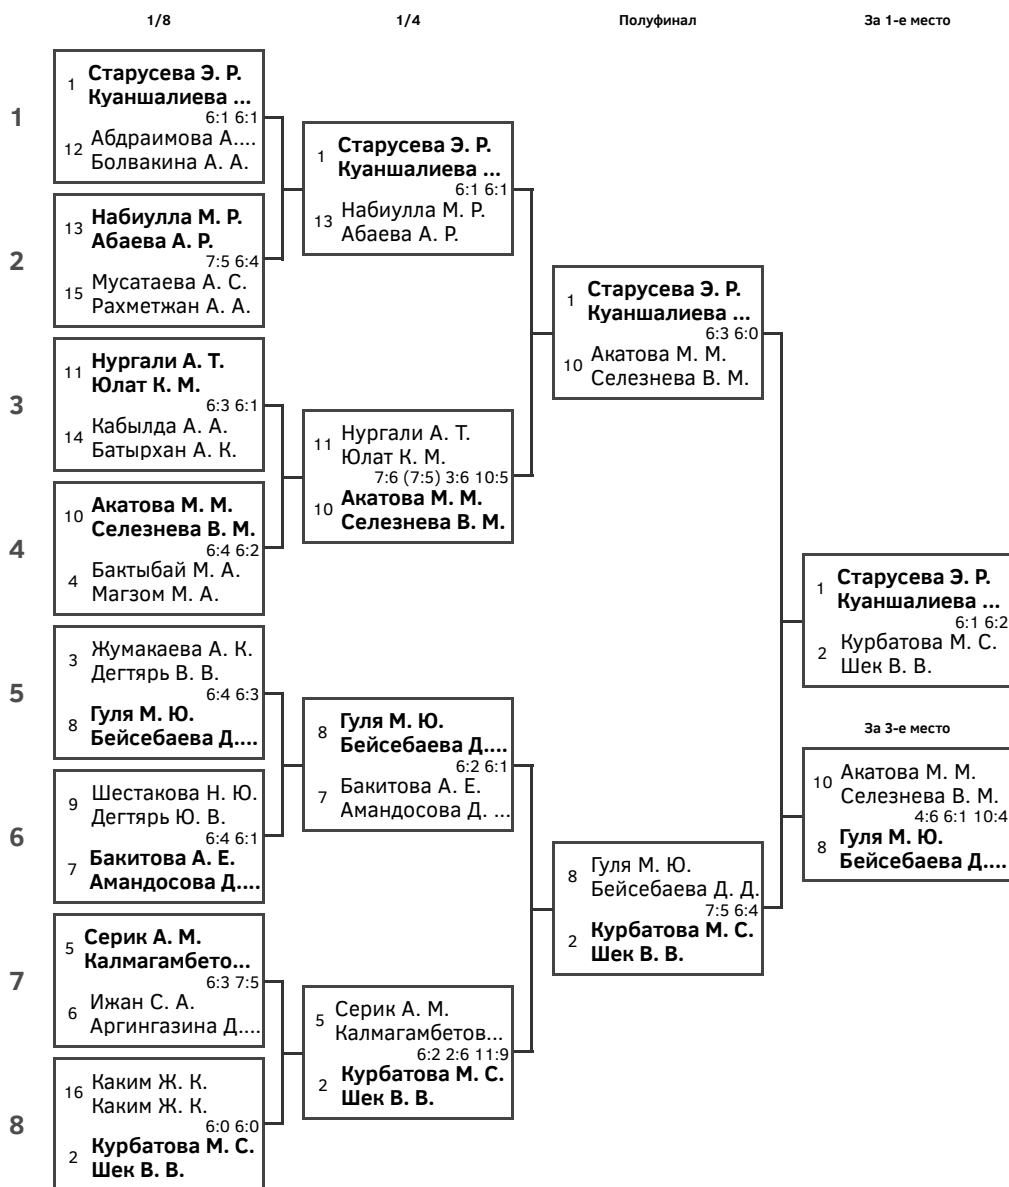 1/8
1/4
Полуфинал
За 1-е место
1
1
Старусева Э. Р.
Куаншалиева ...
6:1 6:1
12
Абдраимова А....
Болвакина А. А.
2
13
Набиулла М. Р.
Абаева А. Р.
7:5 6:4
15
Мусатаева А. С.
Рахметжан А. А.
3
11
Нургали А. Т.
Юлат К. М.
6:3 6:1
14
Кабылда А. А.
Батырхан А. К.
4
10
Акатова М. М.
Селезнева В. М.
6:4 6:2
4
Бактыбай М. А.
Магзом М. А.
5
3
Жумакаева А. К.
Дегтярь В. В.
6:4 6:3
8
Гуля М. Ю.
Бейсебаева Д....
6
9
Шестакова Н. Ю.
Дегтярь Ю. В.
6:4 6:1
7
Бакитова А. Е.
Амандосова Д....
7
5
Серик А. М.
Калмагамбето...
6:3 7:5
6
Ижан С. А.
Аргингазина Д....
8
16
Каким Ж. К.
Каким Ж. К.
6:0 6:0
2
Курбатова М. С.
Шек В. В.
1
Старусева Э. Р.
Куаншалиева ...
6:1 6:1
13
Набиулла М. Р.
Абаева А. Р.
11
Нургали А. Т.
Юлат К. М.
7:6 (7:5) 3:6 10:5
10
Акатова М. М.
Селезнева В. М.
8
Гуля М. Ю.
Бейсебаева Д....
6:2 6:1
7
Бакитова А. Е.
Амандосова Д. ...
5
Серик А. М.
Калмагамбетов...
6:2 2:6 11:9
2
Курбатова М. С.
Шек В. В.
1
Старусева Э. Р.
Куаншалиева ...
6:3 6:0
10
Акатова М. М.
Селезнева В. М.
8
Гуля М. Ю.
Бейсебаева Д. Д.
7:5 6:4
2
Курбатова М. С.
Шек В. В.
1
Старусева Э. Р.
Куаншалиева ...
6:1 6:2
2
Курбатова М. С.
Шек В. В.
За 3-е место
10
Акатова М. М.
Селезнева В. М.
4:6 6:1 10:4
8
Гуля М. Ю.
Бейсебаева Д....